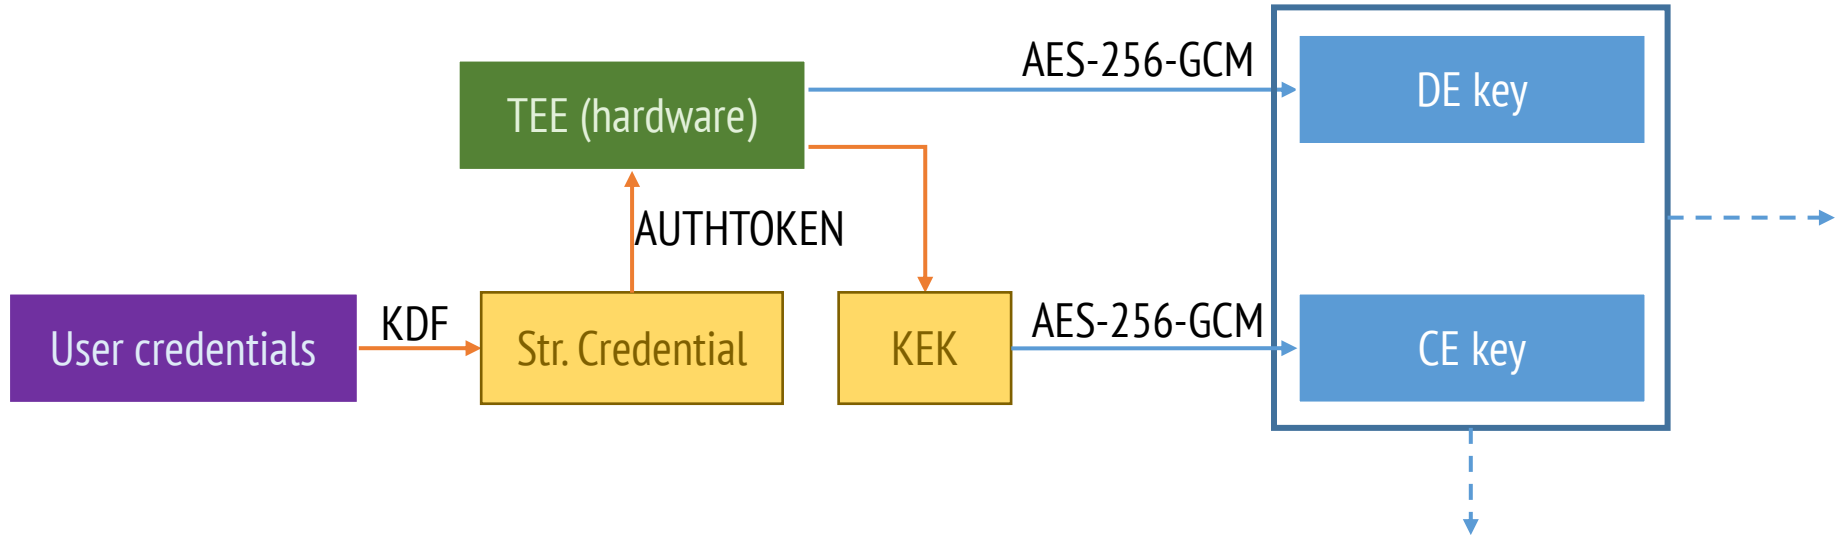 AES-256-GCM
DE key
TEE (hardware)
AUTHTOKEN
User credentials
KDF
Str. Credential
KEK
AES-256-GCM
CE key